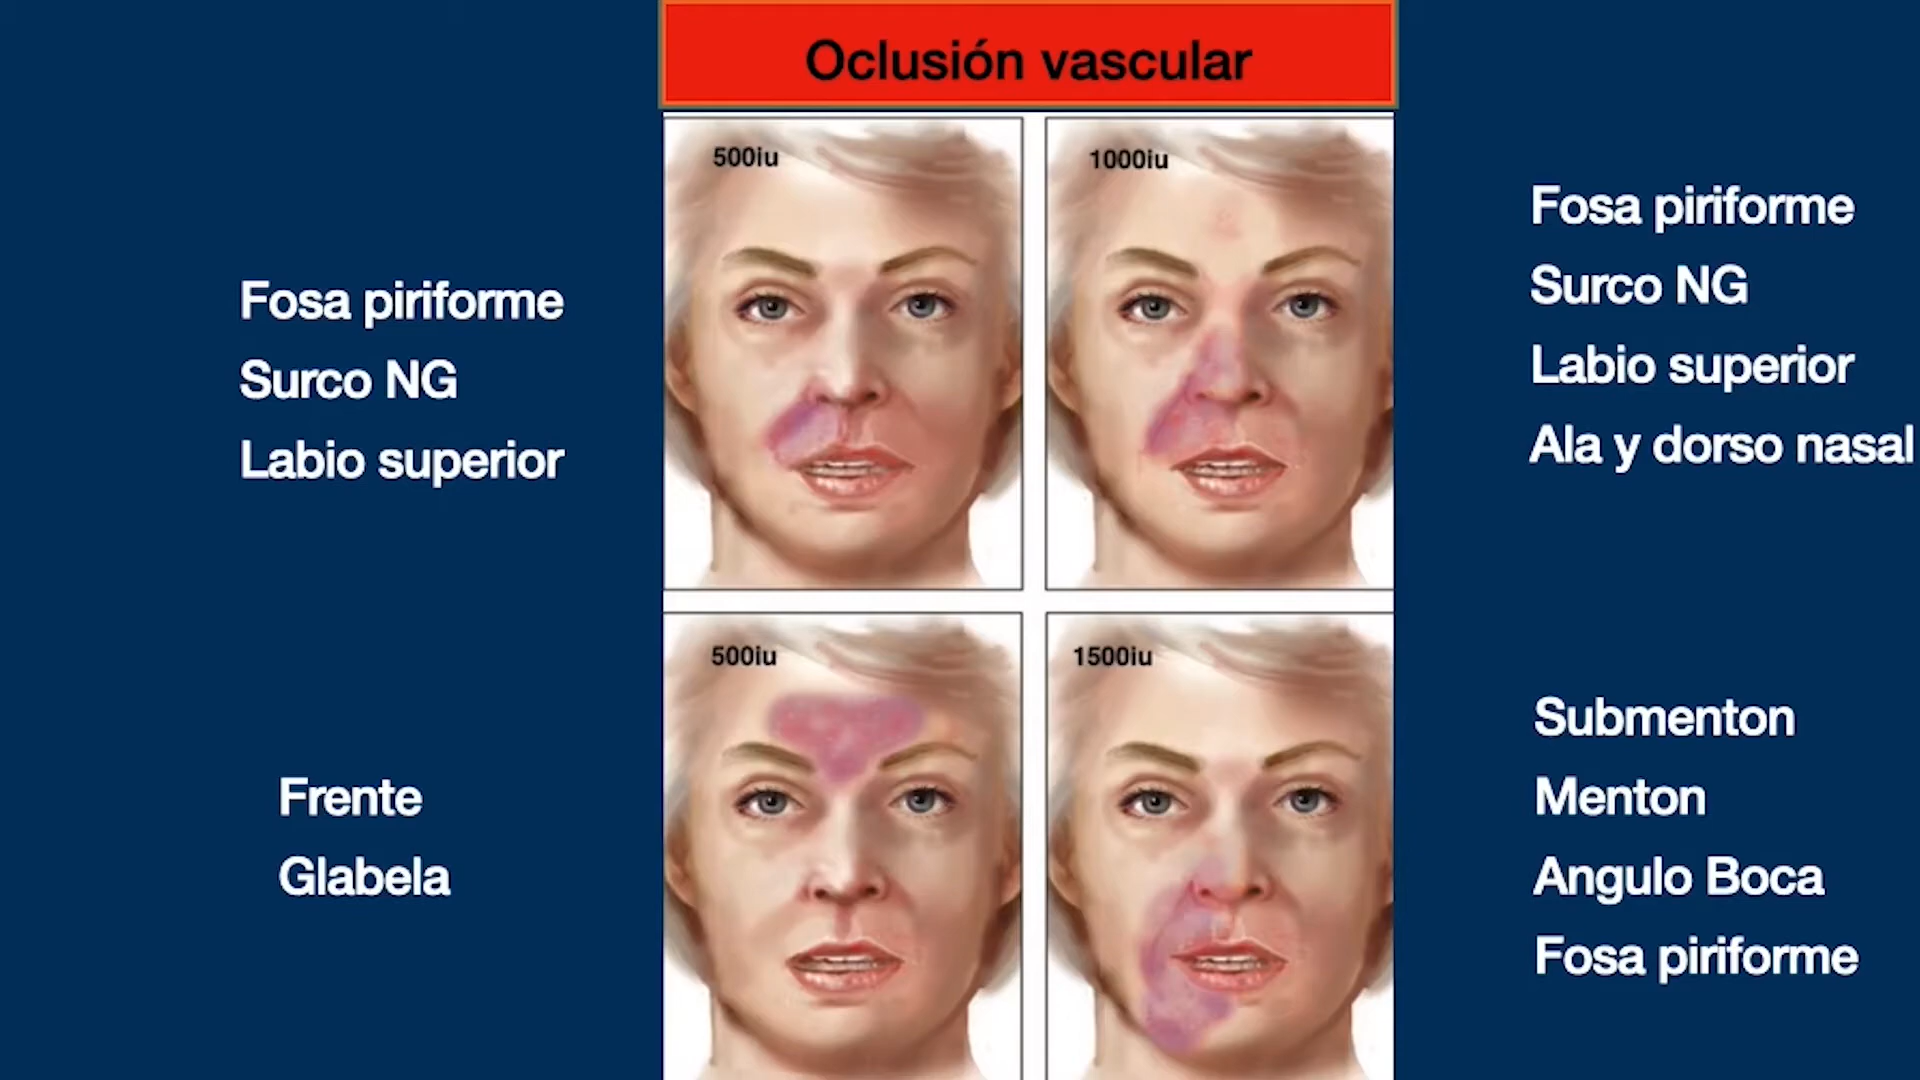 Oclusión vascular
500iu
Fosa piriforme
Surco NG
Labio superior
1000iu
Fosa piriforme
Surco NG
Labio superior
Ala y dorso nasal
500iu
Frente
Glabela
1500iu
Submenton
Menton
Angulo Boca
Fosa piriforme